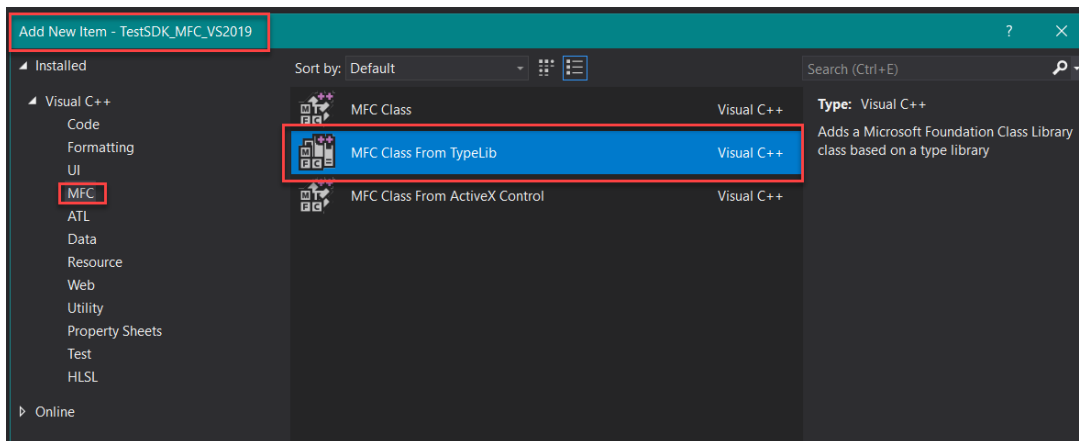 Add New Item - TestSDK_MFC_VS2019
?
Installed
Sort by: Default
Search (Ctrl+E)
Visual C++
Code
Formatting
UI
MFC
ATL
Data
Resource
Web
Utility
Property Sheets
Test
HLSL
Online
MFC Class Visual C++
MFC Class From TypeLib Visual C++
MFC Class From ActiveX Control Visual C++
Type: Visual C++
Adds a Microsoft Foundation Class Library
class based on a type library